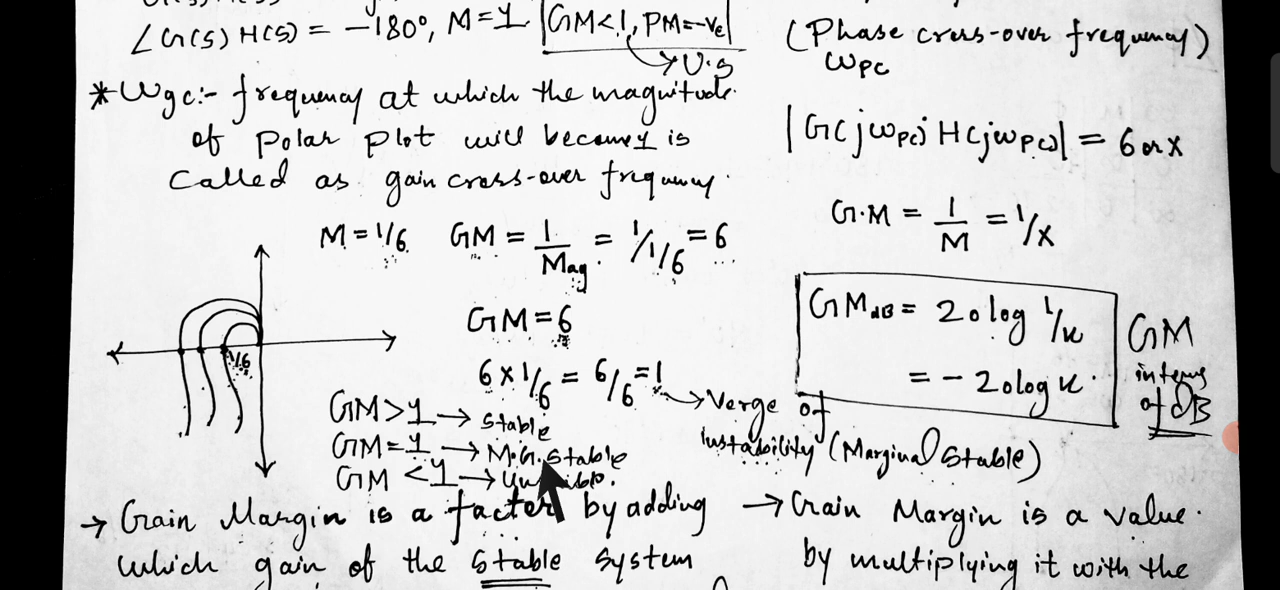 ∠G(s) H(s) = -180°, M=1 GM<1, PM=-ve
→U.S
*Wgc:- frequency at which the magnitude
of Polar Plot will become 1 is
Called as gain cross-over frequency.
M = 1/6 GM = 1/Mag = 1/1/6 = 6
GM=6
6 x 1/6 = 6/6 = 1 → Verge of
instability (Marginal Stable)
1/6
GM>1 → Stable
GM=1 → M.G. Stable
GM <1 →
→ Gain Margin is a factor by adding
which gain of the stable system
(Phase cross-over frequency)
ωpc
|G(jωpc) H(jωpc)| = 6 or x
G.M = 1/M = 1/x
GM dB = 20 log 1/x
= - 20 log x.
GM
in terms
of dB
→ Gain Margin is a value.
by multiplying it with the